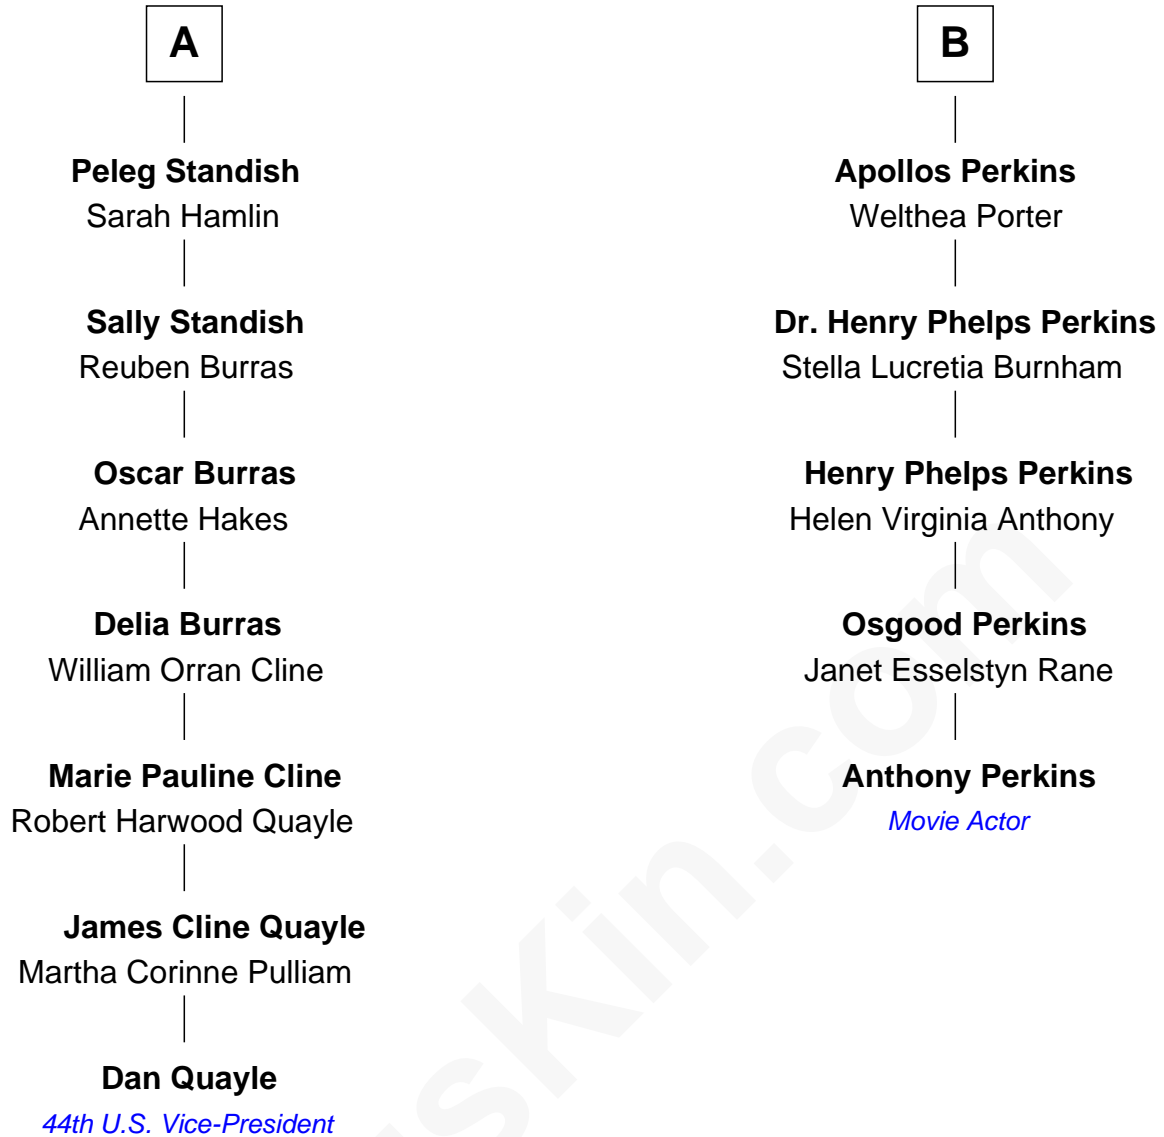 A
Peleg Standish
Sarah Hamlin
Sally Standish
Reuben Burras
Oscar Burras
Annette Hakes
Delia Burras
William Orran Cline
Marie Pauline Cline
Robert Harwood Quayle
James Cline Quayle
Martha Corinne Pulliam
Dan Quayle
44th U.S. Vice-President
B
Apollos Perkins
Welthea Porter
Dr. Henry Phelps Perkins
Stella Lucretia Burnham
Henry Phelps Perkins
Helen Virginia Anthony
Osgood Perkins
Janet Esselstyn Rane
Anthony Perkins
Movie Actor
sKin.com